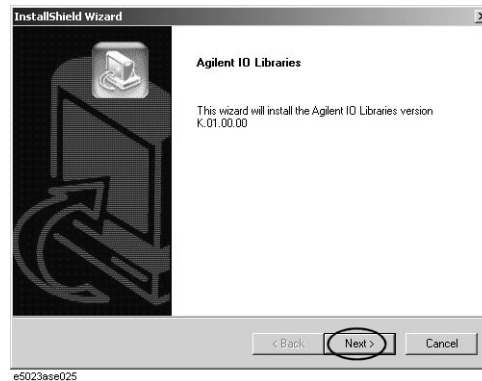 InstallShield Wizard
Agilent IO Libraries
This wizard will install the Agilent IO Libraries version
K.01.00.00
< Back
Next >
Cancel
e5023ase025